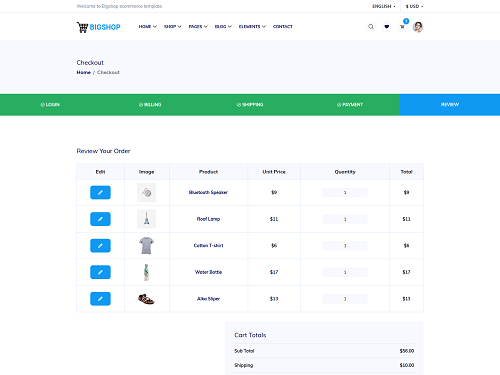 Welcome to Bigshop ecommerce template.
ENGLISH
$ USD
BIGSHOP
HOME SHOP PAGES BLOG ELEMENTS CONTACT
Checkout
Home / Checkout
LOGIN BILLING SHIPPING PAYMENT REVIEW
Review Your Order
Edit Image Product Unit Price Quantity Total
Bluetooth Speaker $9 1 $9
Roof Lamp $11 1 $11
Cotton T-shirt $6 1 $6
Water Bottle $17 1 $17
Alka Sliper $13 1 $13
Cart Totals
Sub Total $56.00
Shipping $10.00